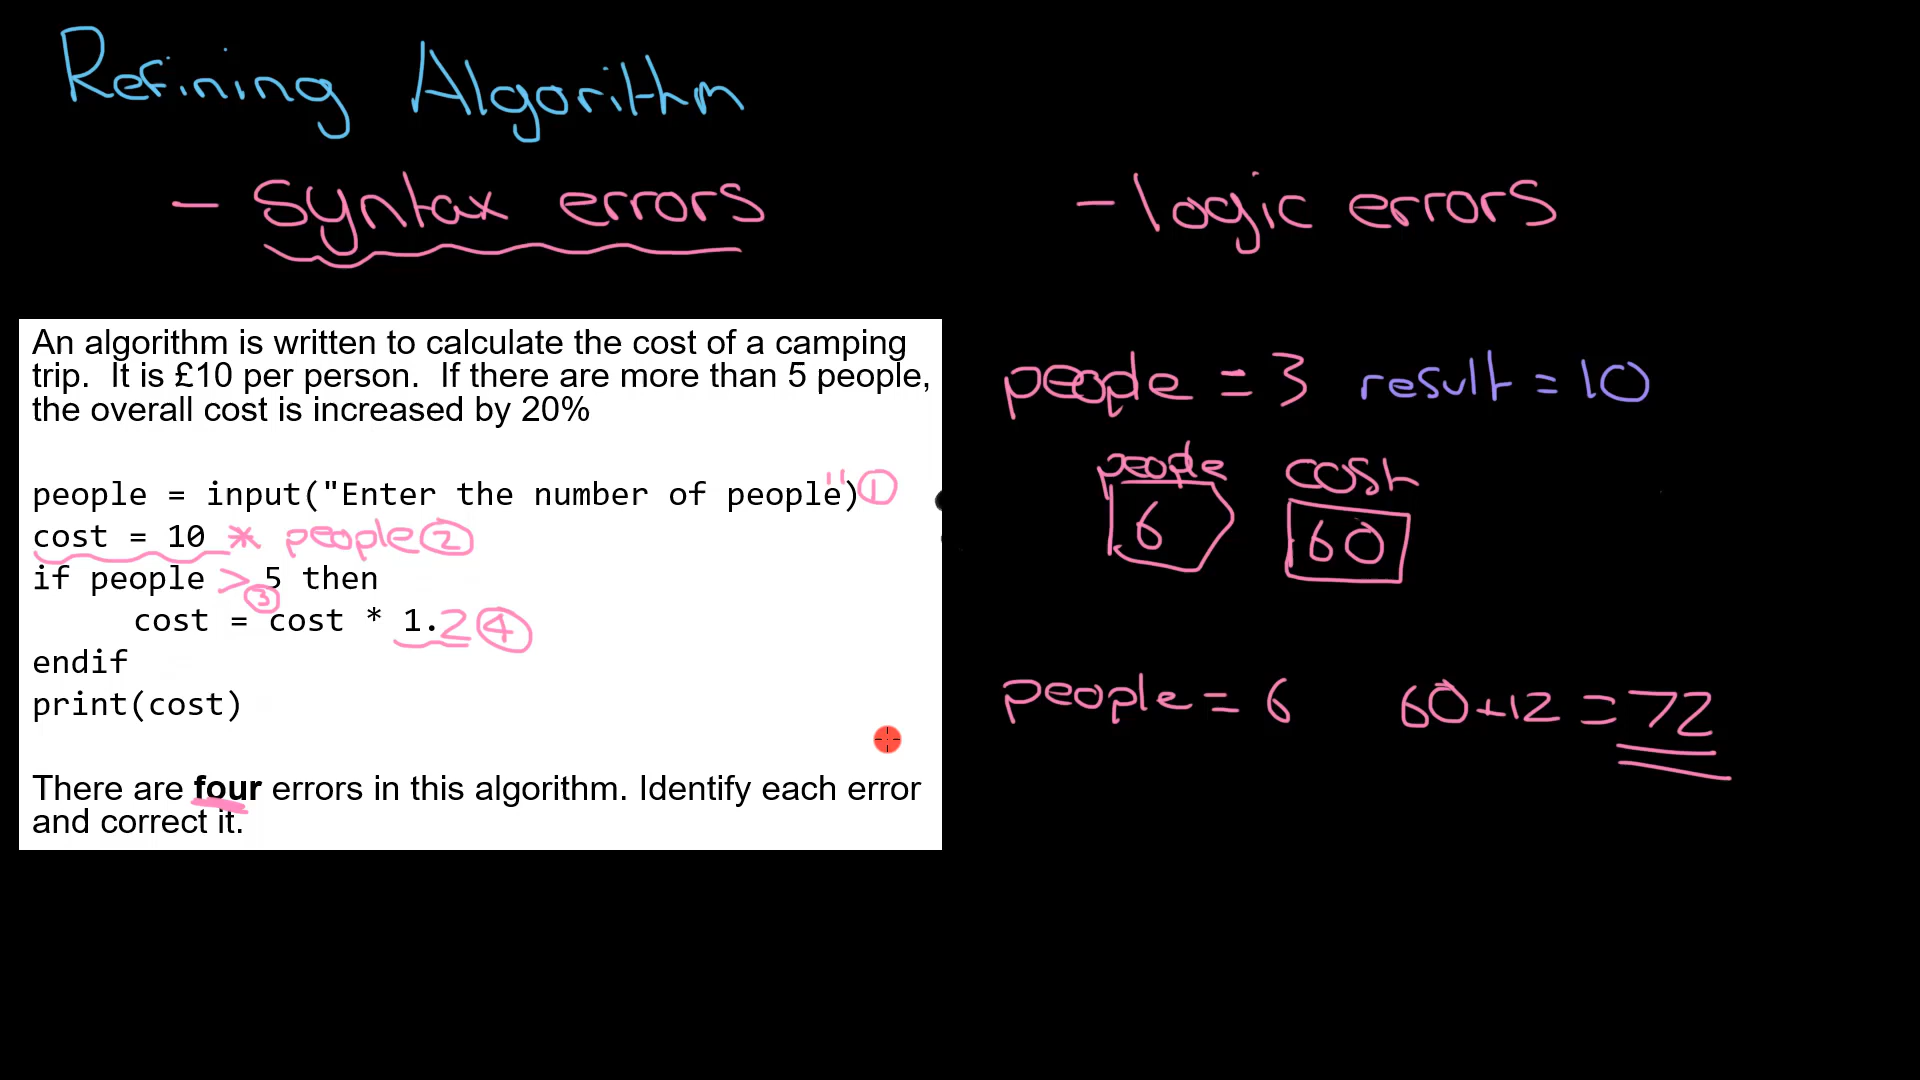 Refining Algorithm
- syntax errors
- logic errors
An algorithm is written to calculate the cost of a camping
trip. It is £10 per person. If there are more than 5 people,
the overall cost is increased by 20%
people = input("Enter the number of people") 1
cost = 10 * people 2
if people > 5 then
3
cost = cost * 1.2 4
endif
print(cost)
There are four errors in this algorithm. Identify each error
and correct it.
people = 3 result = 10
people cost
6 60
people = 6 60+12 = 72